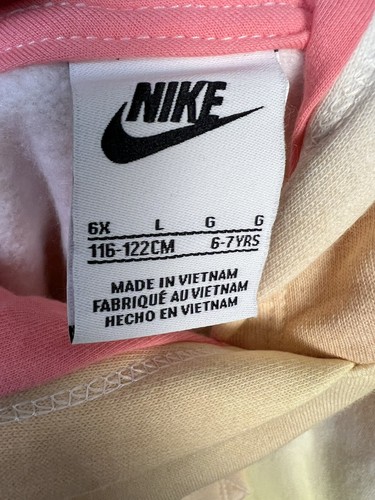 NIKE
6X L G G
116-122CM 6-7YRS
MADE IN VIETNAM
FABRIQUÉ AU VIETNAM
HECHO EN VIETNAM